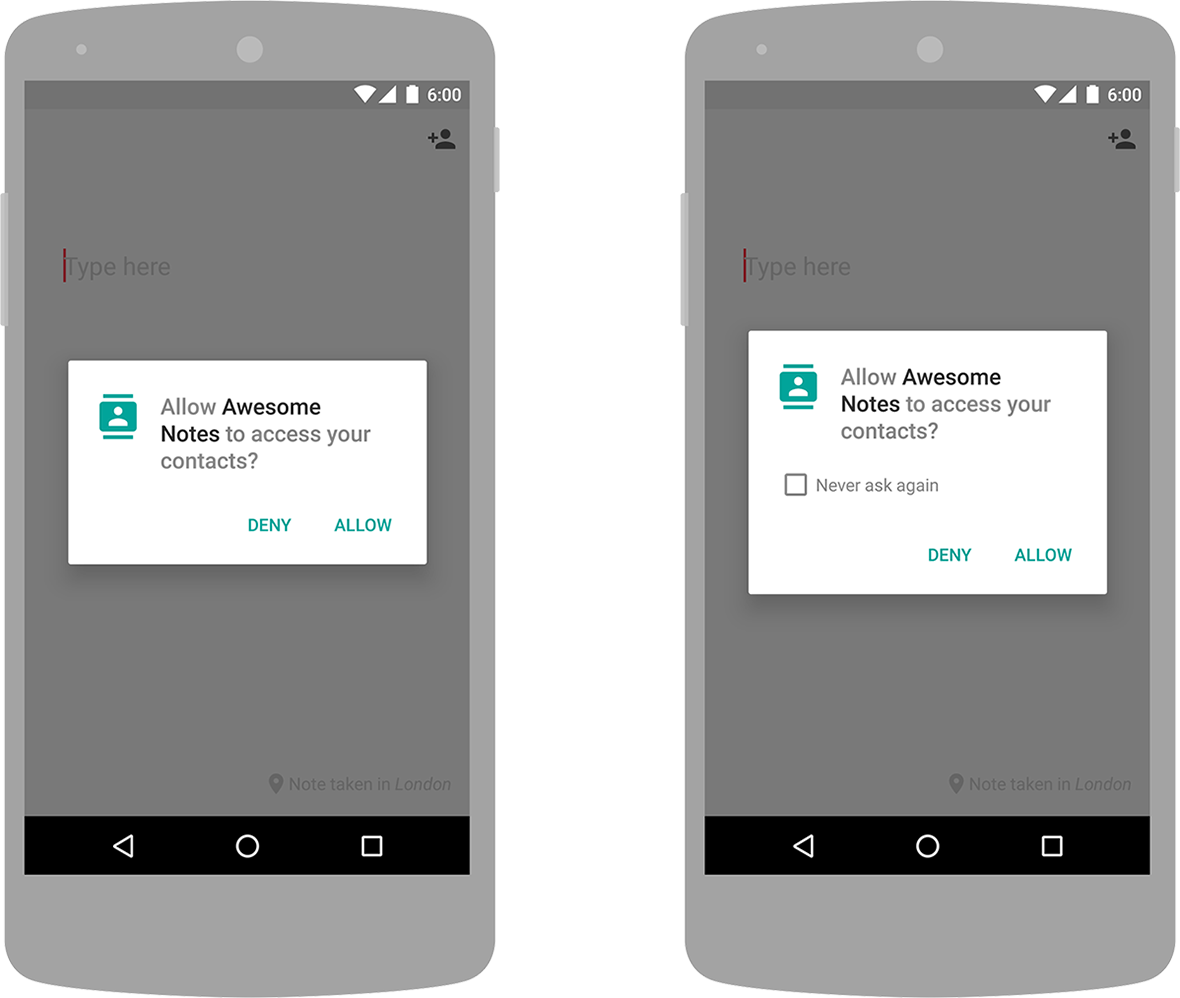 6:00
Type here
Allow Awesome
Notes to access your
contacts?
DENY ALLOW
Note taken in London
6:00
Type here
Allow Awesome
Notes to access your
contacts?
Never ask again
DENY ALLOW
Note taken in London